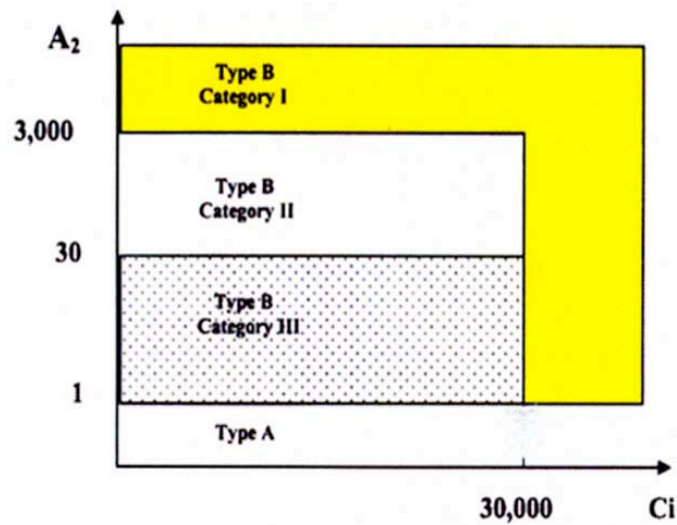 A2
Type B
Category I
3,000
Type B
Category II
30
Type B
Category III
1
Type A
30,000
Ci